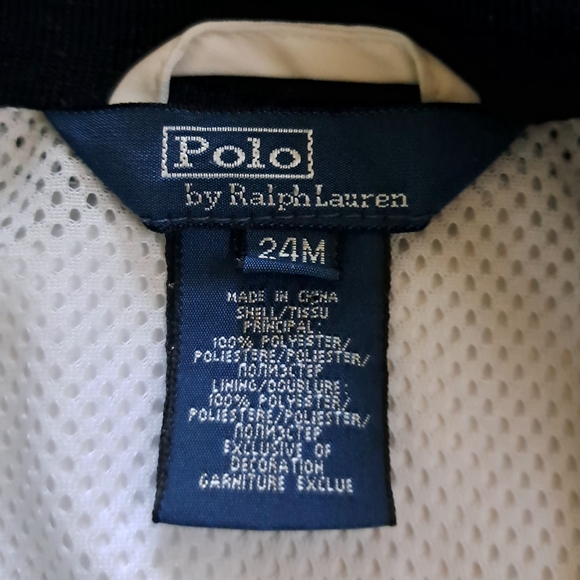 Polo
by Ralph Lauren
24M
MADE IN CHINA
SHELL/TISSU
PRINCIPAL:
100% POLYESTER/
POLIESTERE/POLIESTER/
ПОЛИЭСТЕР
LINING/DOUBLURE:
100% POLYESTER/
POLIESTERE/POLIESTER/
ПОЛИЭСТЕР
EXCLUSIVE OF
DECORATION
GARNITURE EXCLUE